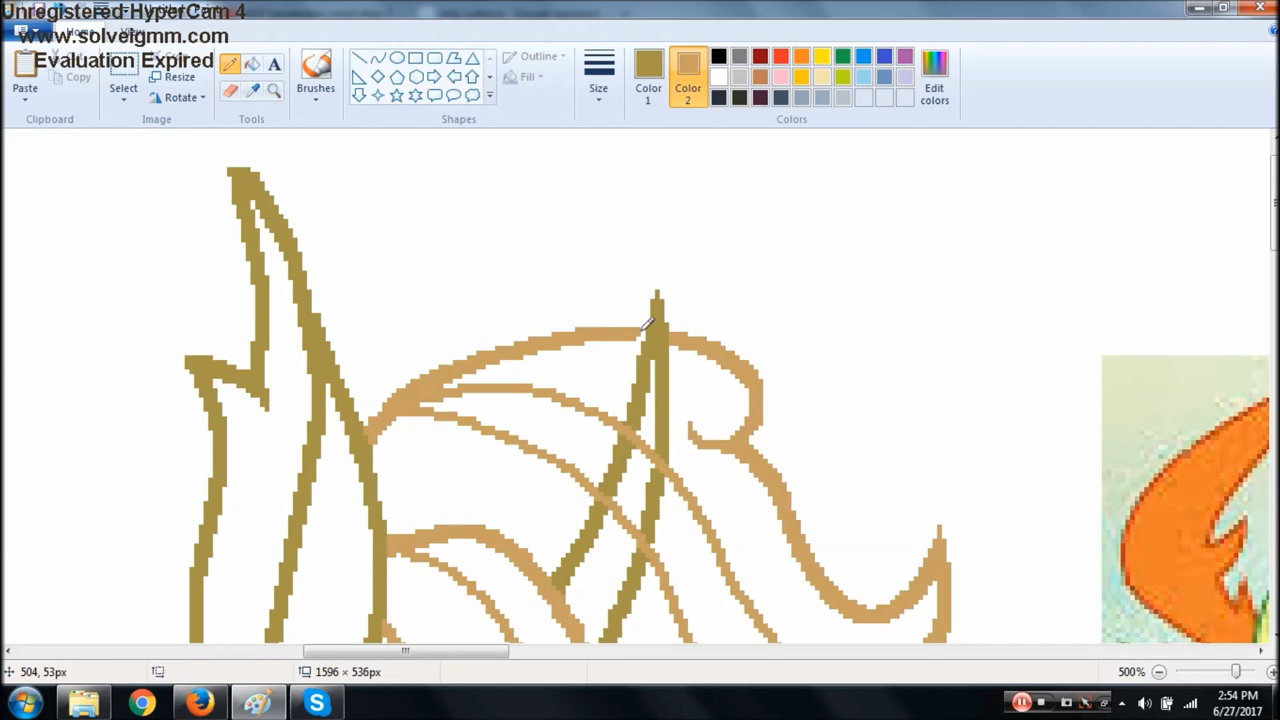 Unregistered HyperCam 4
www.solveigmm.com
Evaluation Expired
Paste
Copy
Clipboard
Select
Resize
Rotate
Image
Tools
Brushes
Outline
Fill
Shapes
Size
Color 1
Color 2
Edit colors
Colors
504, 53px
1596 × 536px
500%
2:54 PM
6/27/2017